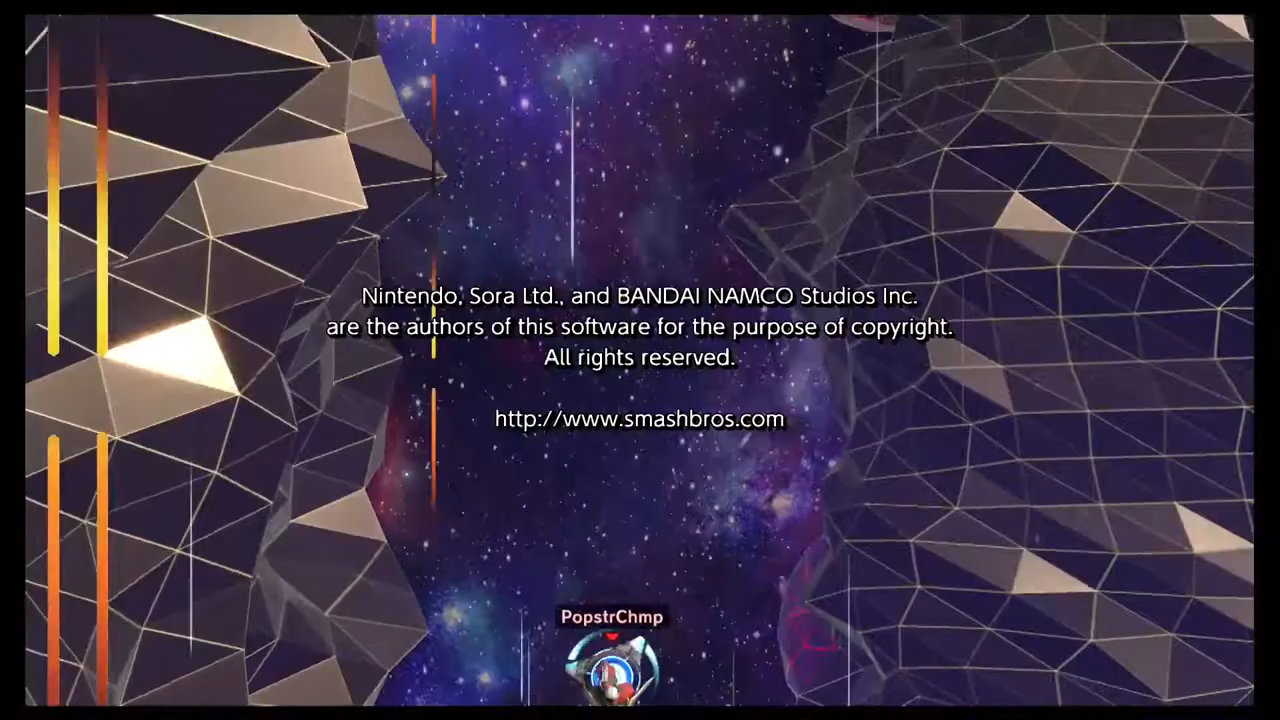 Nintendo, Sora Ltd., and BANDAI NAMCO Studios Inc.
are the authors of this software for the purpose of copyright.
All rights reserved.
http://www.smashbros.com
PopstrChmp